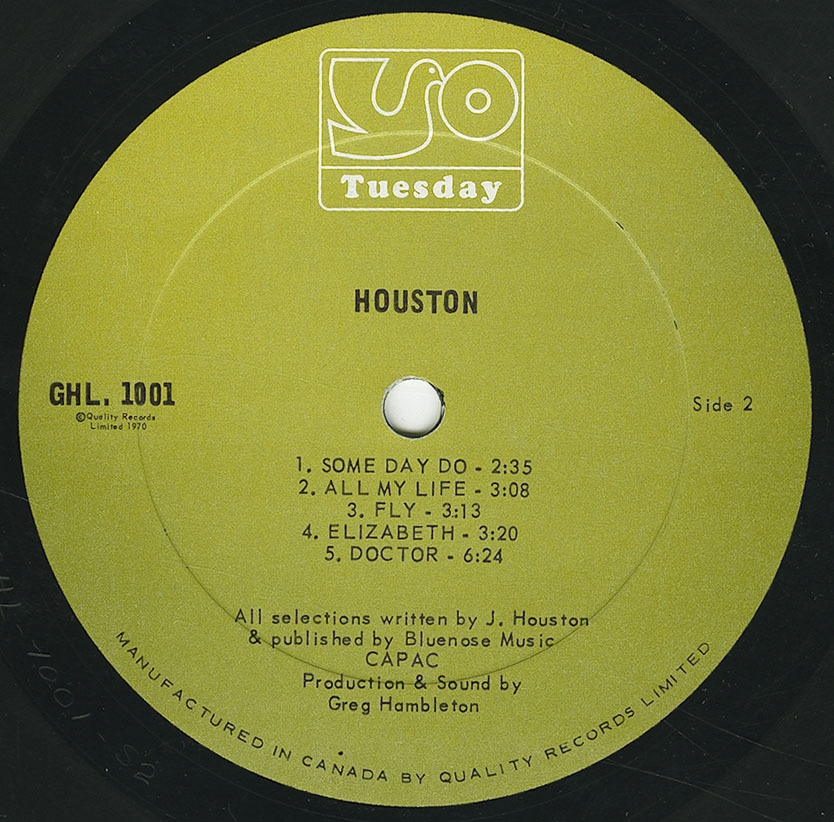 YO
Tuesday
HOUSTON
GHL. 1001
©Quality Records
Limited 1970
Side 2
1. SOME DAY DO - 2:35
2. ALL MY LIFE - 3:08
3. FLY - 3:13
4. ELIZABETH - 3:20
5. DOCTOR - 6:24
All selections written by J. Houston
& published by Bluenose Music
CAPAC
Production & Sound by
Greg Hambleton
MANUFACTURED IN CANADA BY QUALITY RECORDS LIMITED